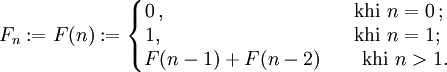 F_n := F(n) := { 0 ,   khi n = 0 ;
1,   khi n = 1;
F(n − 1) + F(n − 2)   khi n > 1.